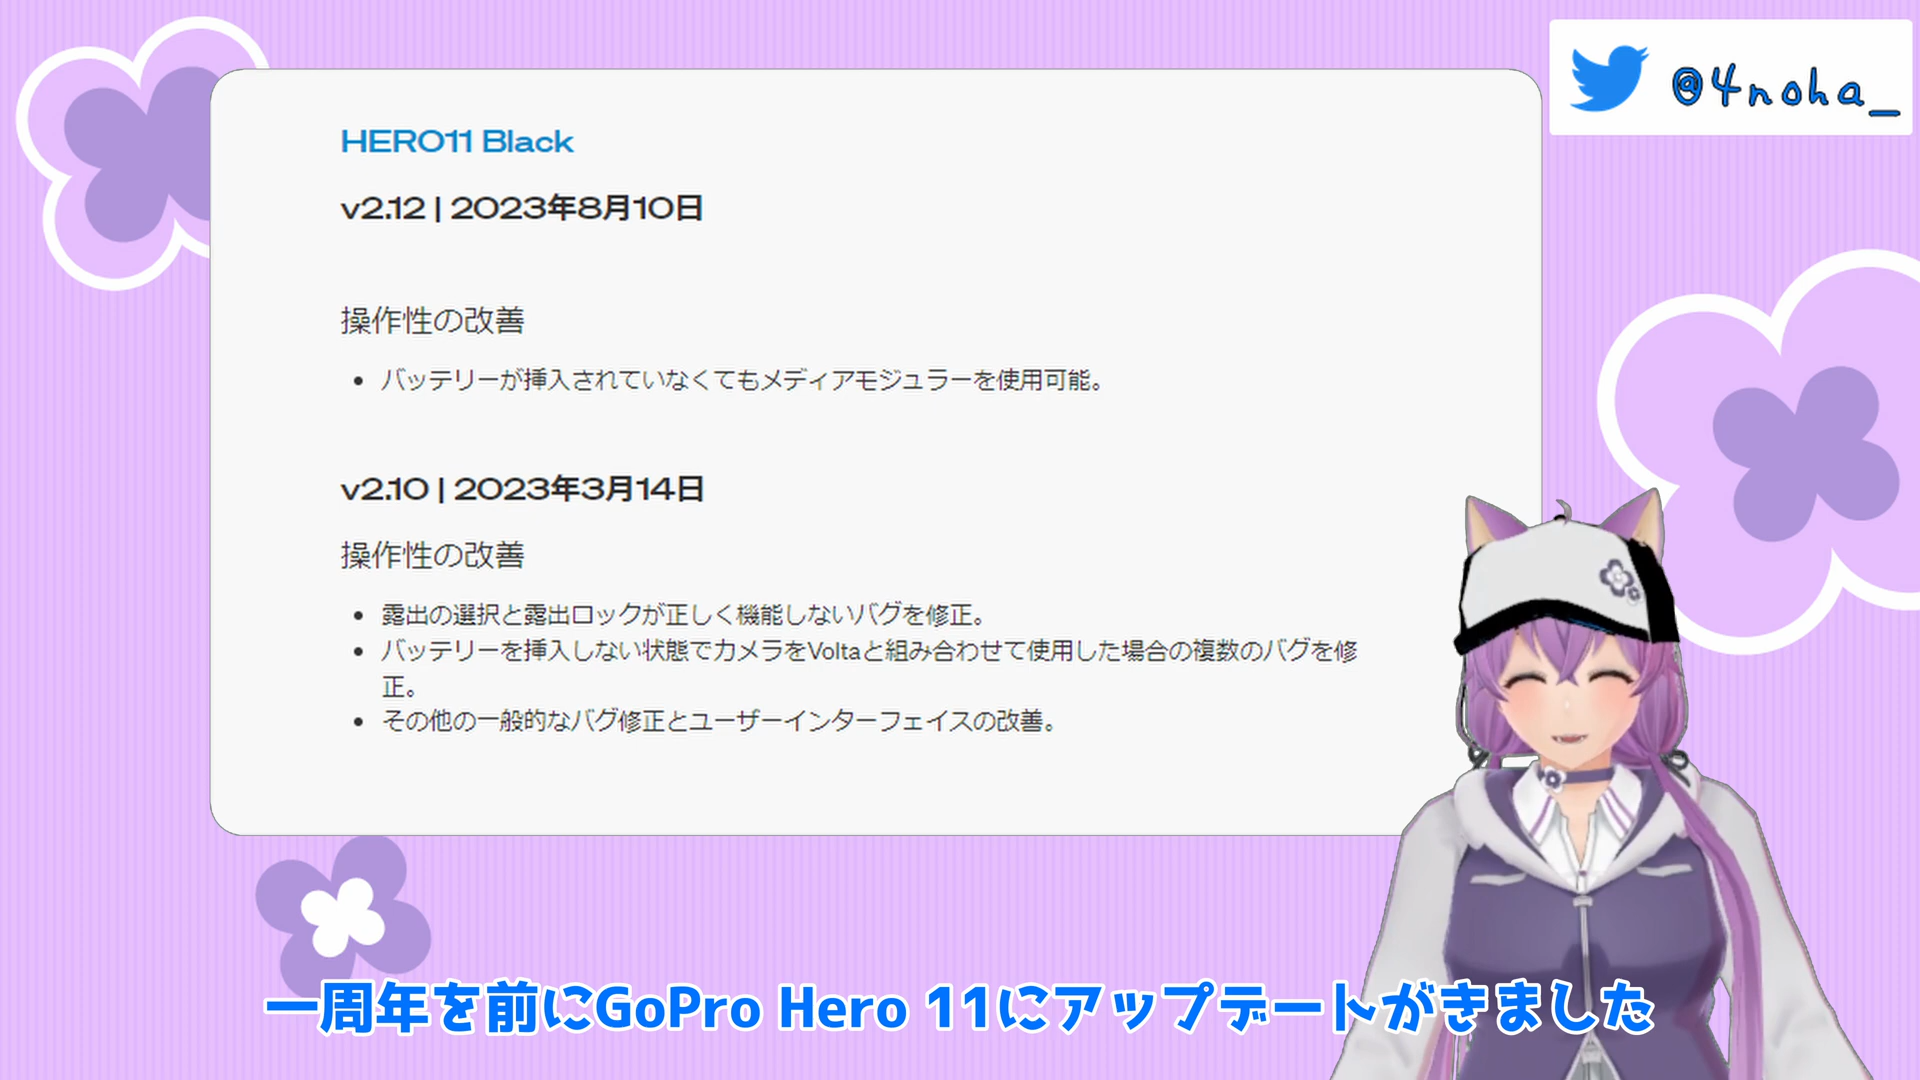 @4noha_
HERO11 Black
v2.12 | 2023年8月10日
操作性の改善
• バッテリーが挿入されていなくてもメディアモジュラーを使用可能。
v2.10 | 2023年3月14日
操作性の改善
• 露出の選択と露出ロックが正しく機能しないバグを修正。
• バッテリーを挿入しない状態でカメラをVoltaと組み合わせて使用した場合の複数のバグを修
正。
• その他の一般的なバグ修正とユーザーインターフェイスの改善。
一周年を前にGoPro Hero 11にアップデートがきました